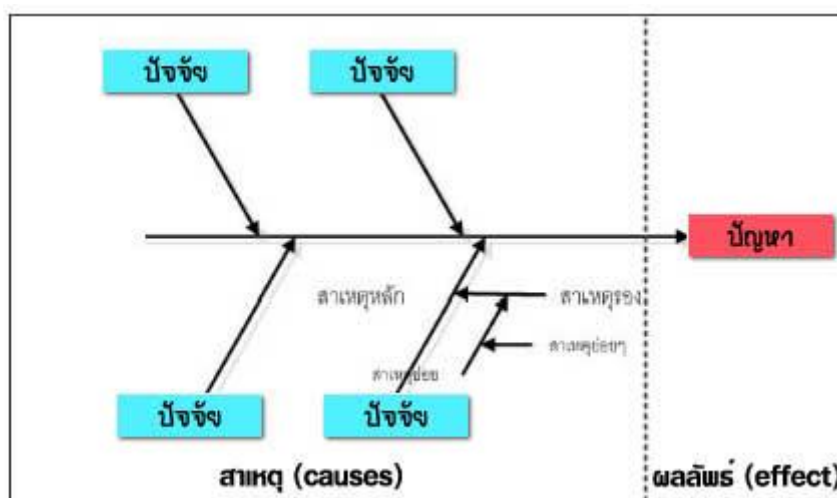 ปัจจัย
ปัจจัย
ปัญหา
สาเหตุหลัก
สาเหตุรอง
สาเหตุย่อยๆ
สาเหตุย่อย
ปัจจัย
ปัจจัย
สาเหตุ (causes)
ผลลัพธ์ (effect)